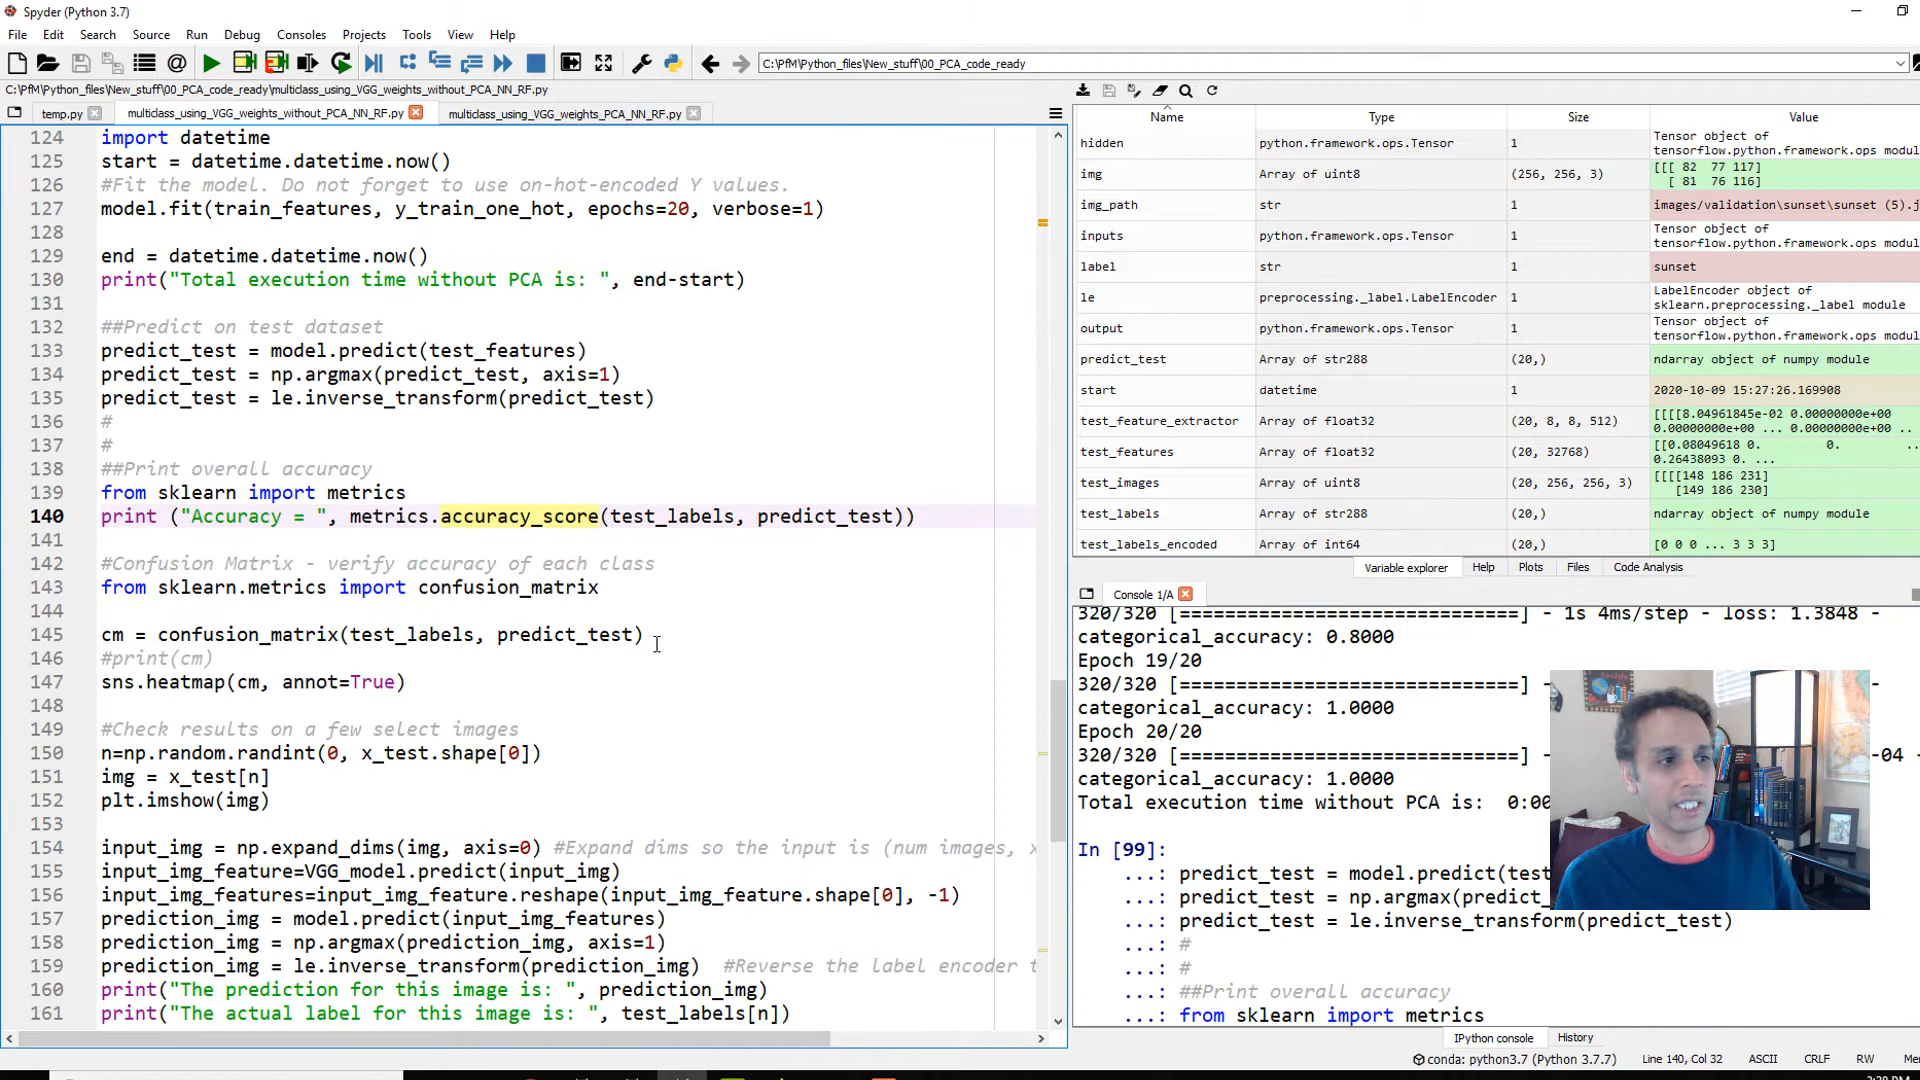 Spyder (Python 3.7)
File Edit Search Source Run Debug Consoles Projects Tools View Help
C:\PfM\Python_files\New_stuff\00_PCA_code_ready
C:\PfM\Python_files\New_stuff\00_PCA_code_ready\multiclass_using_VGG_weights_without_PCA_NN_RF.py
temp.py multiclass_using_VGG_weights_without_PCA_NN_RF.py multiclass_using_VGG_weights_PCA_NN_RF.py
124 import datetime
125 start = datetime.datetime.now()
126 #Fit the model. Do not forget to use on-hot-encoded Y values.
127 model.fit(train_features, y_train_one_hot, epochs=20, verbose=1)
128
129 end = datetime.datetime.now()
130 print("Total execution time without PCA is: ", end-start)
131
132 ##Predict on test dataset
133 predict_test = model.predict(test_features)
134 predict_test = np.argmax(predict_test, axis=1)
135 predict_test = le.inverse_transform(predict_test)
136 #
137 #
138 ##Print overall accuracy
139 from sklearn import metrics
140 print ("Accuracy = ", metrics.accuracy_score(test_labels, predict_test))
141
142 #Confusion Matrix - verify accuracy of each class
143 from sklearn.metrics import confusion_matrix
144
145 cm = confusion_matrix(test_labels, predict_test)
146 #print(cm)
147 sns.heatmap(cm, annot=True)
148
149 #Check results on a few select images
150 n=np.random.randint(0, x_test.shape[0])
151 img = x_test[n]
152 plt.imshow(img)
153
154 input_img = np.expand_dims(img, axis=0) #Expand dims so the input is (num images, x
155 input_img_feature=VGG_model.predict(input_img)
156 input_img_features=input_img_feature.reshape(input_img_feature.shape[0], -1)
157 prediction_img = model.predict(input_img_features)
158 prediction_img = np.argmax(prediction_img, axis=1)
159 prediction_img = le.inverse_transform(prediction_img) #Reverse the label encoder t
160 print("The prediction for this image is: ", prediction_img)
161 print("The actual label for this image is: ", test_labels[n])
Name Type Size Value
hidden python.framework.ops.Tensor 1 Tensor object of
tensorflow.python.framework.ops modul
img Array of uint8 (256, 256, 3) [[[ 82 77 117]
[ 81 76 116]
img_path str 1 images/validation\sunset\sunset (5).j
inputs python.framework.ops.Tensor 1 Tensor object of
tensorflow.python.framework.ops modul
label str 1 sunset
le preprocessing._label.LabelEncoder 1 LabelEncoder object of
sklearn.preprocessing._label module
output python.framework.ops.Tensor 1 Tensor object of
tensorflow.python.framework.ops modul
predict_test Array of str288 (20,) ndarray object of numpy module
start datetime 1 2020-10-09 15:27:26.169908
test_feature_extractor Array of float32 (20, 8, 8, 512) [[[[8.04961845e-02 0.00000000e+00
0.00000000e+00 ... 0.00000000e+00 ..
test_features Array of float32 (20, 32768) [[0.08049618 0. 0. ..
0.26438093 0. ...
test_images Array of uint8 (20, 256, 256, 3) [[[[148 186 231]
[149 186 230]
test_labels Array of str288 (20,) ndarray object of numpy module
test_labels_encoded Array of int64 (20,) [0 0 0 ... 3 3 3]
Variable explorer Help Plots Files Code Analysis
Console 1/A
320/320 [==============================] - 1s 4ms/step - loss: 1.3848 -
categorical_accuracy: 0.8000
Epoch 19/20
320/320 [==============================] - -
categorical_accuracy: 1.0000
Epoch 20/20
320/320 [==============================] - -04 -
categorical_accuracy: 1.0000
Total execution time without PCA is: 0:00
In [99]:
...: predict_test = model.predict(test
...: predict_test = np.argmax(predict_
...: predict_test = le.inverse_transform(predict_test)
...: #
...: #
...: ##Print overall accuracy
...: from sklearn import metrics
IPython console History
conda: python3.7 (Python 3.7.7) Line 140, Col 32 ASCII CRLF RW